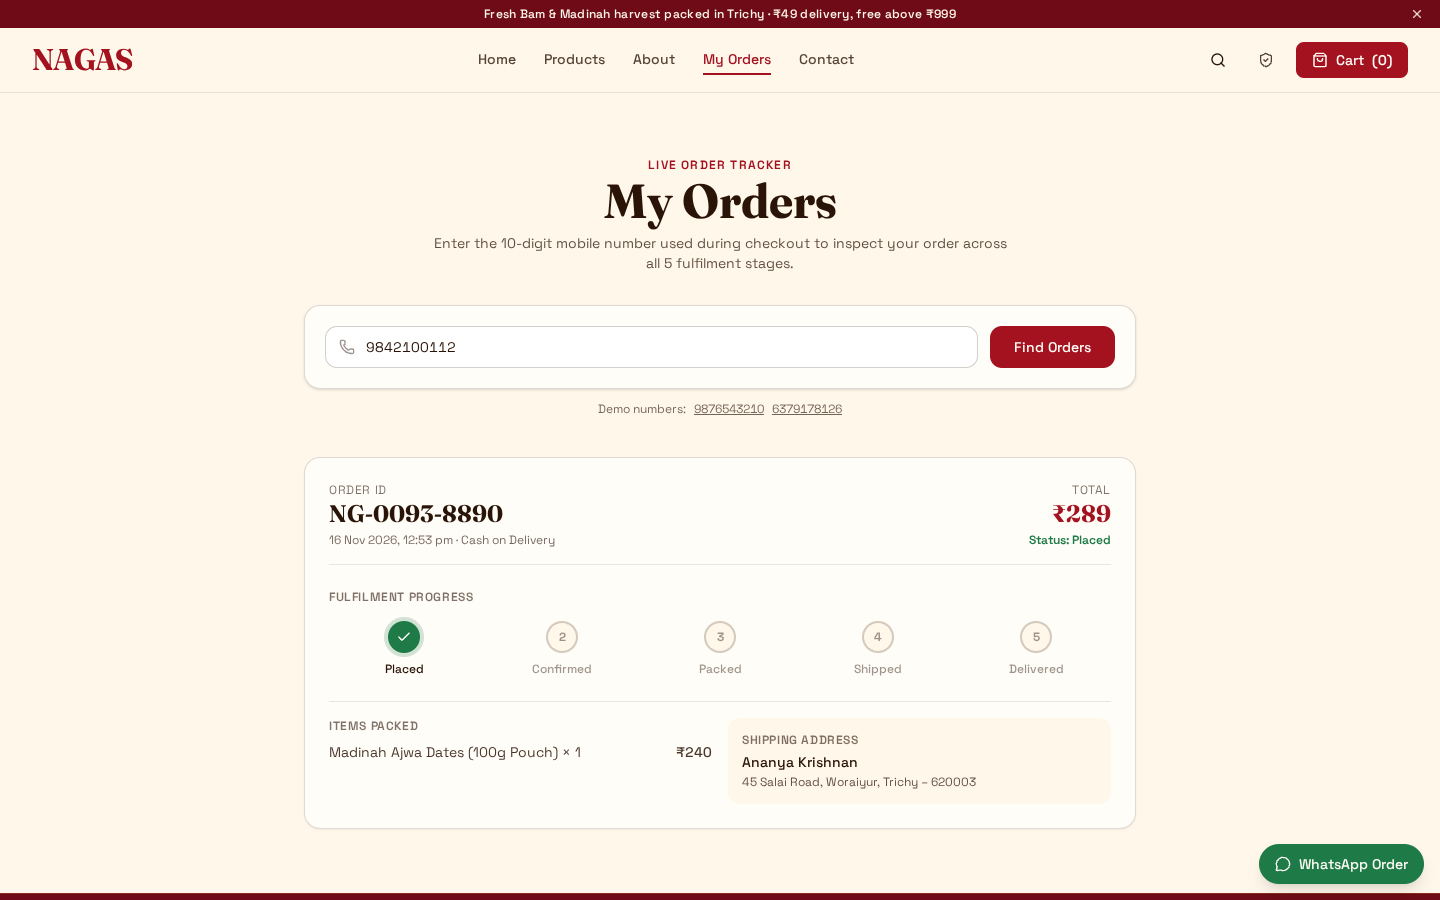 Fresh Bam & Madinah harvest packed in Trichy · ₹49 delivery, free above ₹999
NAGAS
Home
Products
About
My Orders
Contact
Cart (0)
LIVE ORDER TRACKER
My Orders
Enter the 10-digit mobile number used during checkout to inspect your order across
all 5 fulfilment stages.
9842100112
Find Orders
Demo numbers: 9876543210 6379178126
ORDER ID
NG-0093-8890
16 Nov 2026, 12:53 pm · Cash on Delivery
TOTAL
₹289
Status: Placed
FULFILMENT PROGRESS
2
3
4
5
Placed
Confirmed
Packed
Shipped
Delivered
ITEMS PACKED
Madinah Ajwa Dates (100g Pouch) × 1
₹240
SHIPPING ADDRESS
Ananya Krishnan
45 Salai Road, Woraiyur, Trichy – 620003
WhatsApp Order